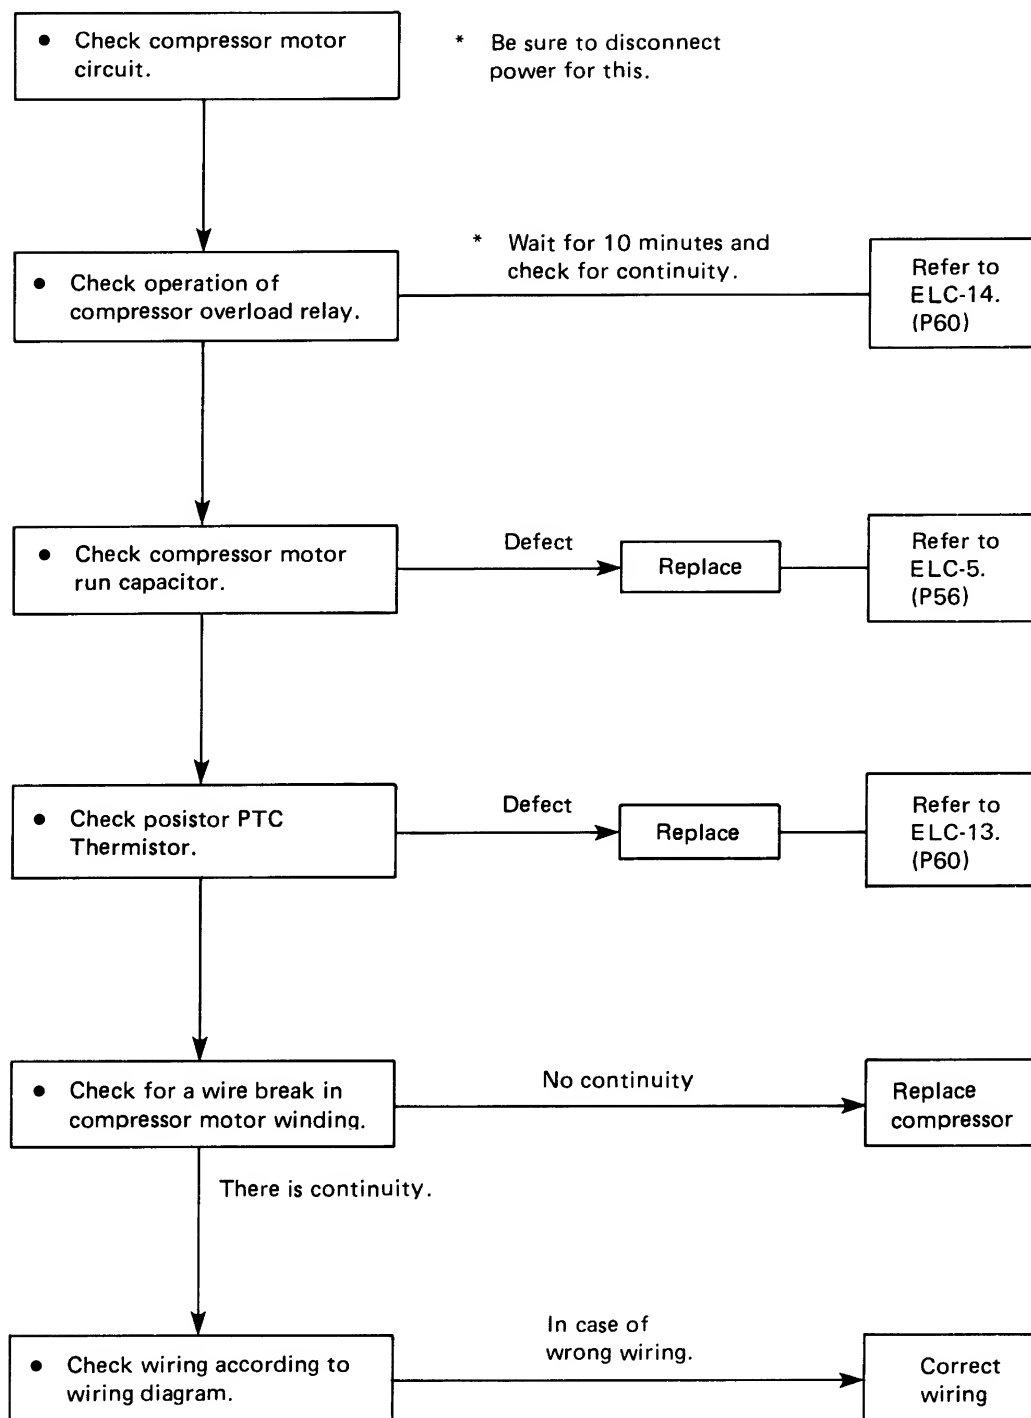 ● Check compressor motor
circuit.
* Be sure to disconnect
power for this.
* Wait for 10 minutes and
check for continuity.
● Check operation of
compressor overload relay.
Refer to
ELC-14.
(P60)
● Check compressor motor
run capacitor.
Defect
Replace
Refer to
ELC-5.
(P56)
● Check posistor PTC
Thermistor.
Defect
Replace
Refer to
ELC-13.
(P60)
● Check for a wire break in
compressor motor winding.
No continuity
Replace
compressor
There is continuity.
● Check wiring according to
wiring diagram.
In case of
wrong wiring.
Correct
wiring